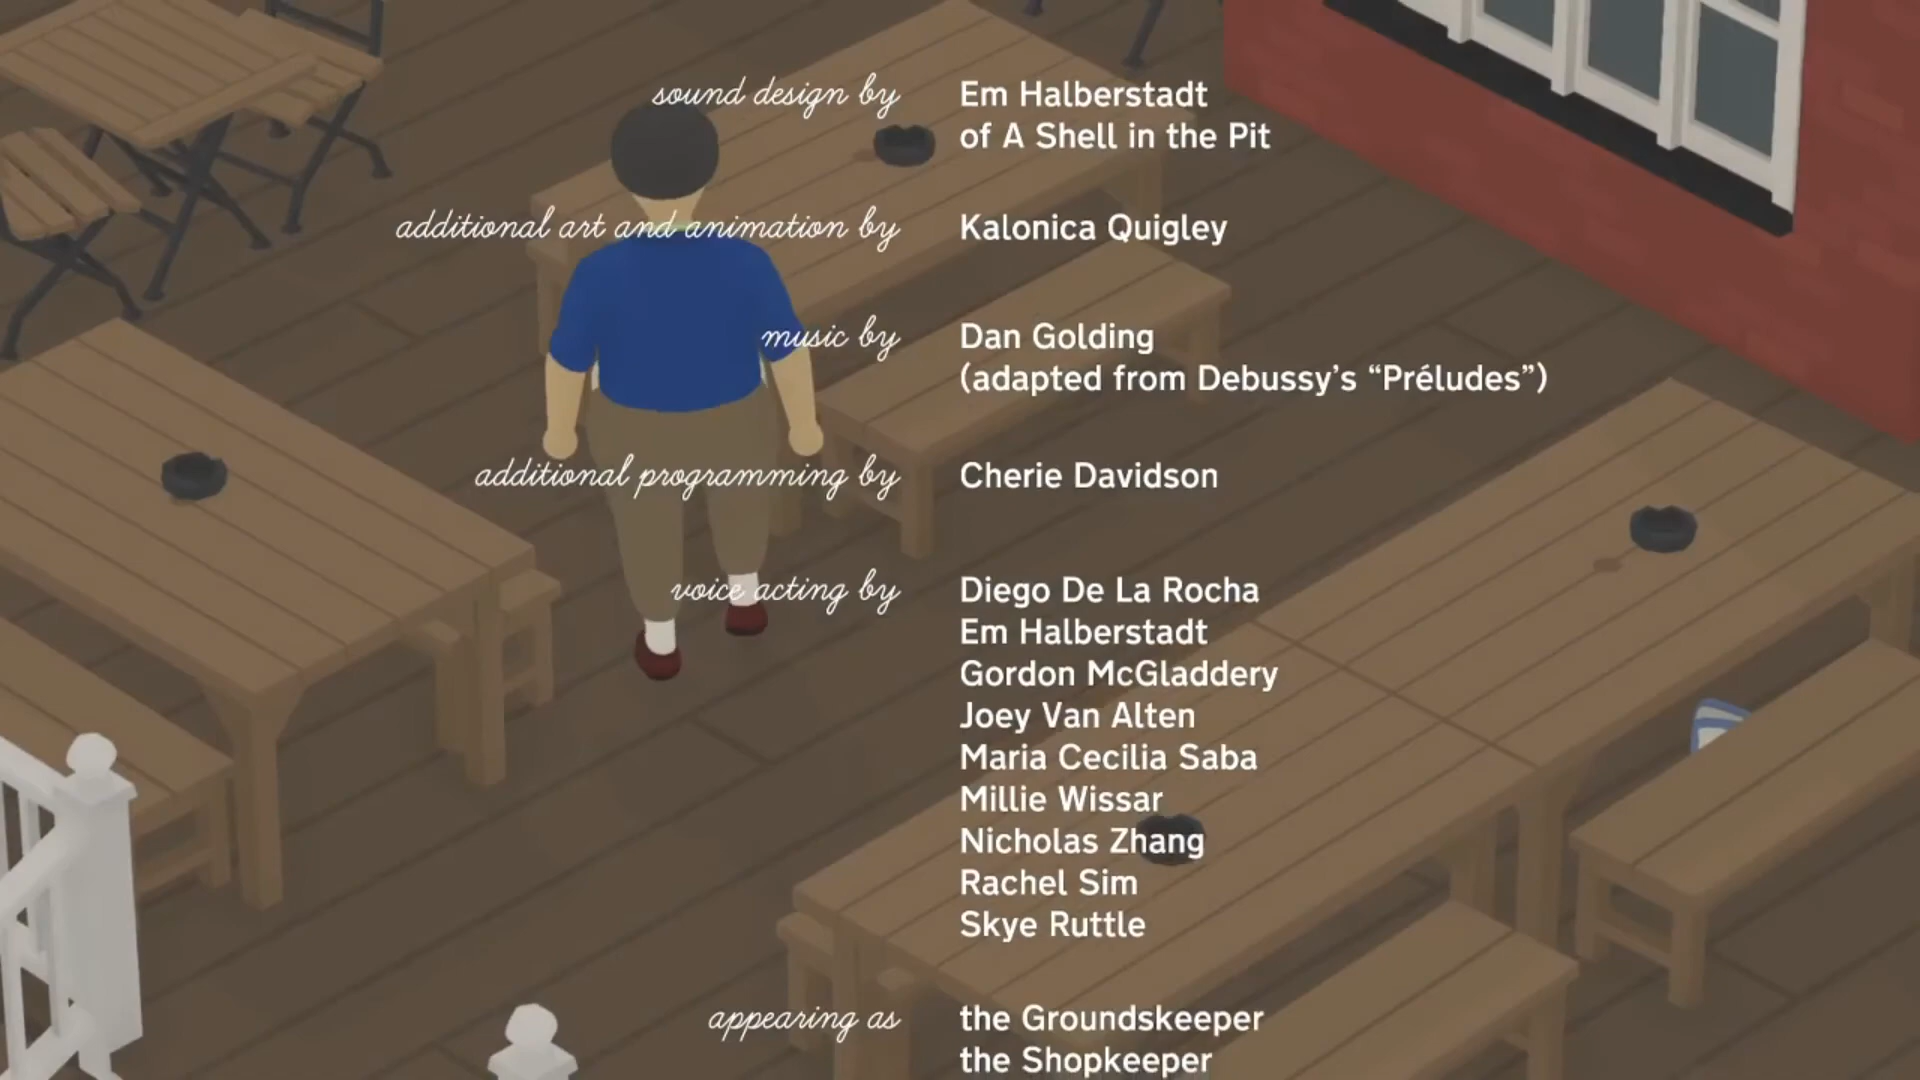 sound design by Em Halberstadt
of A Shell in the Pit
additional art and animation by Kalonica Quigley
music by Dan Golding
(adapted from Debussy’s “Préludes”)
additional programming by Cherie Davidson
voice acting by Diego De La Rocha
Em Halberstadt
Gordon McGladdery
Joey Van Alten
Maria Cecilia Saba
Millie Wissar
Nicholas Zhang
Rachel Sim
Skye Ruttle
appearing as the Groundskeeper
the Shopkeeper